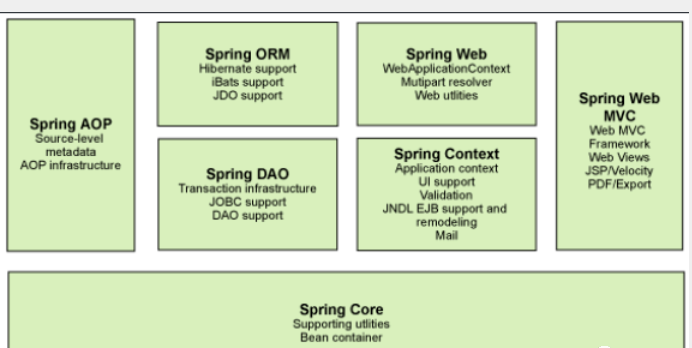 Spring AOP
Source-level
metadata
AOP infrastructure
Spring ORM
Hibernate support
iBats support
JDO support
Spring DAO
Transaction infrastructure
JOBC support
DAO support
Spring Web
WebApplicationContext
Mutipart resolver
Web utlities
Spring Context
Application context
UI support
Validation
JNDL EJB support and
remodeling
Mail
Spring Web
MVC
Web MVC
Framework
Web Views
JSP/Velocity
PDF/Export
Spring Core
Supporting utlities
Bean container